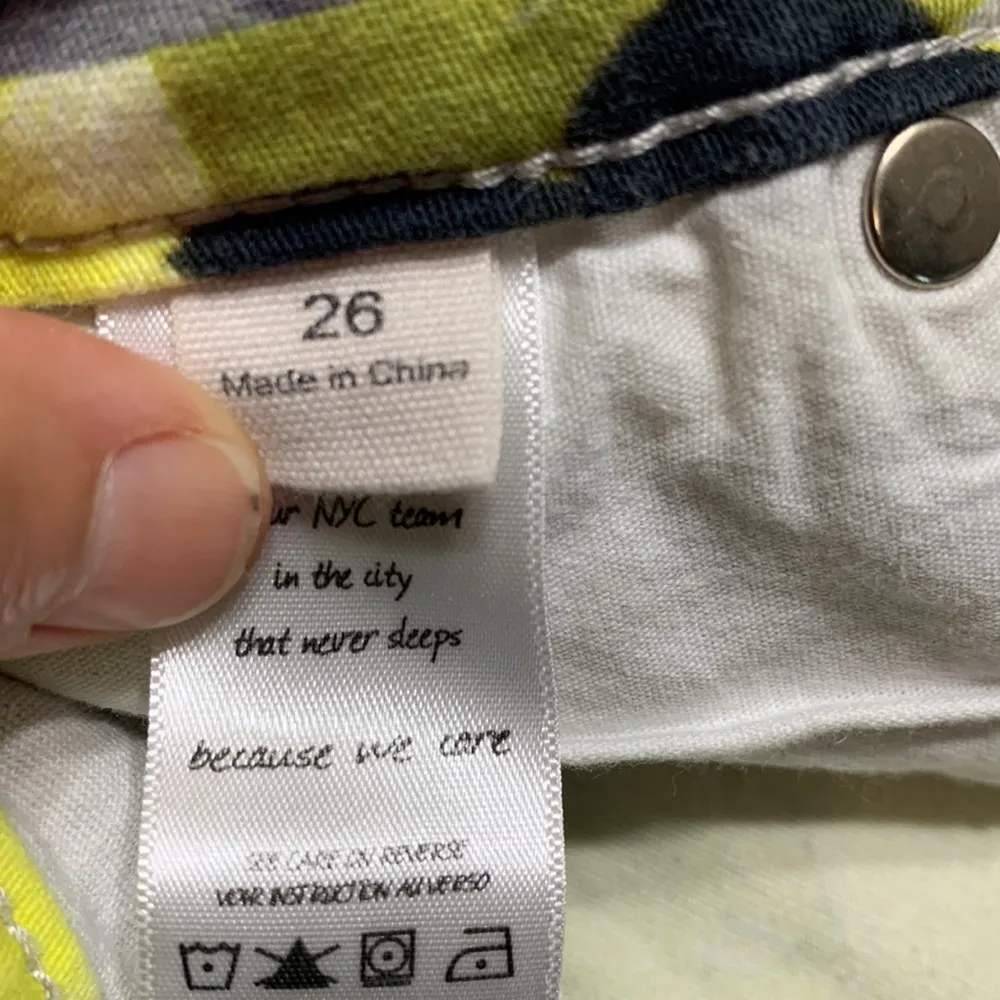 26
Made in China
ur NYC team
in the city
that never sleeps
because we care
SEE CARE ON REVERSE
VOIR INSTRUCTION AU VERSO